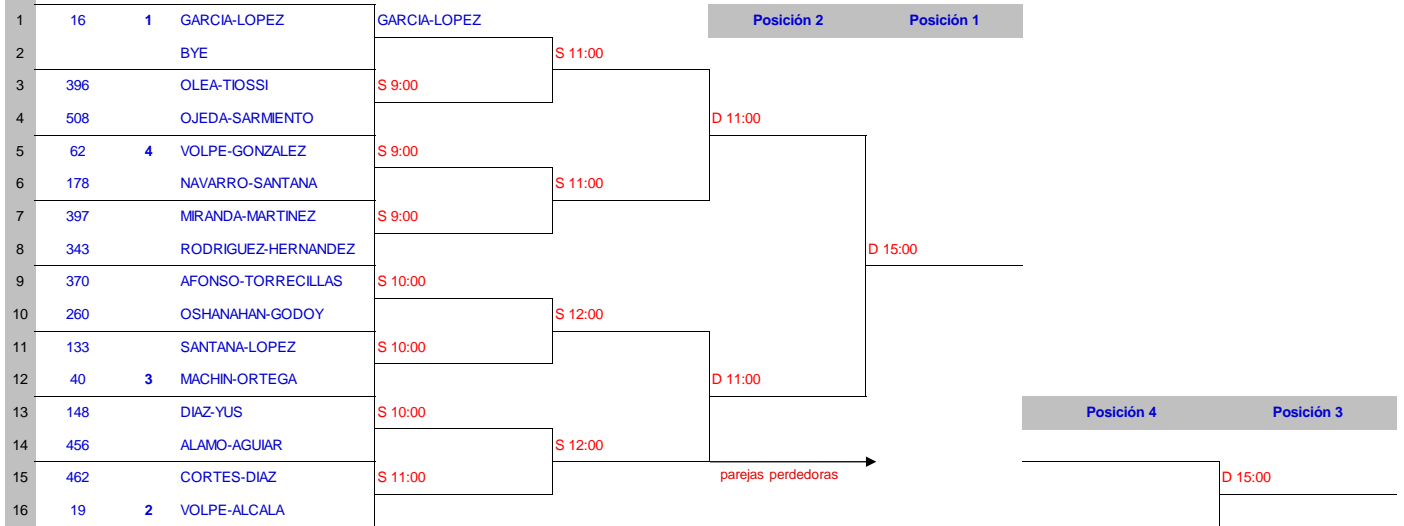 1 16 1 GARCIA-LOPEZ GARCIA-LOPEZ Posición 2 Posición 1
2 BYE S 11:00
3 396 OLEA-TIOSSI S 9:00
4 508 OJEDA-SARMIENTO D 11:00
5 62 4 VOLPE-GONZALEZ S 9:00
6 178 NAVARRO-SANTANA S 11:00
7 397 MIRANDA-MARTINEZ S 9:00
8 343 RODRIGUEZ-HERNANDEZ D 15:00
9 370 AFONSO-TORRECILLAS S 10:00
10 260 OSHANAHAN-GODOY S 12:00
11 133 SANTANA-LOPEZ S 10:00
12 40 3 MACHIN-ORTEGA D 11:00
13 148 DIAZ-YUS S 10:00 Posición 4 Posición 3
14 456 ALAMO-AGUIAR S 12:00
15 462 CORTES-DIAZ S 11:00 parejas perdedoras D 15:00
16 19 2 VOLPE-ALCALA